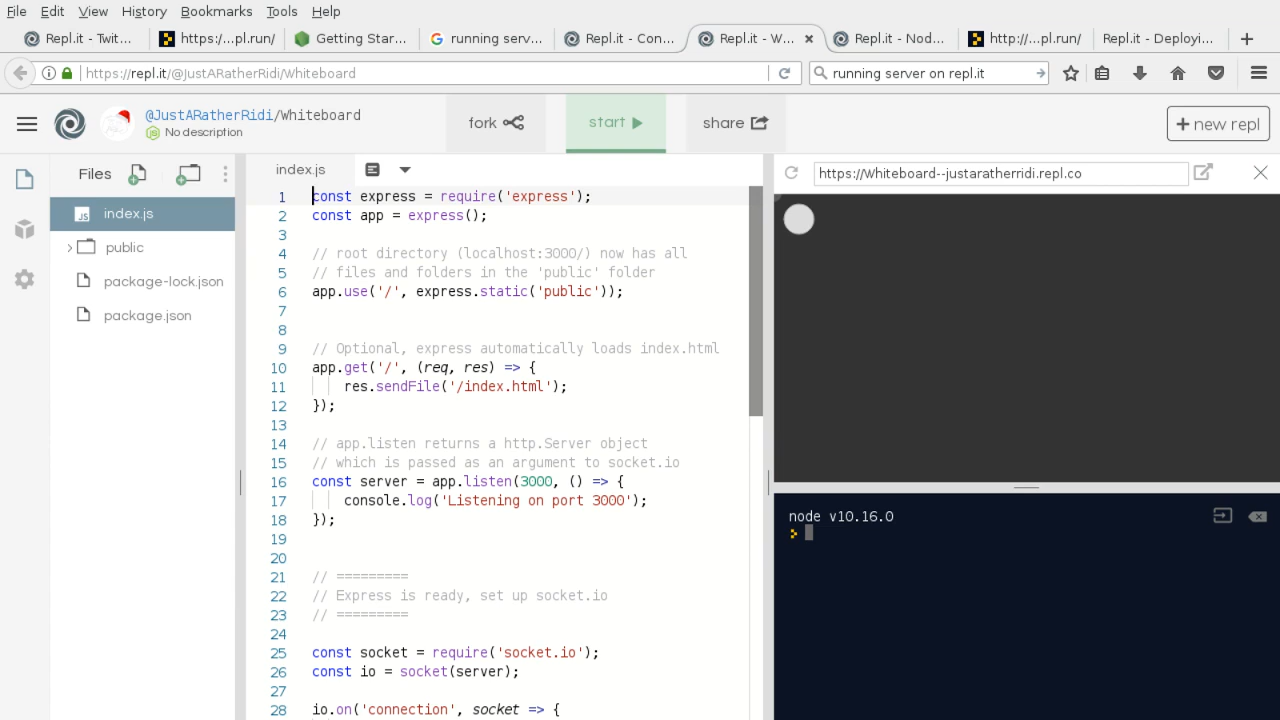 File Edit View History Bookmarks Tools Help
Repl.it - Twit... https:/...pl.run/ Getting Star... running serv... Repl.it - Con... Repl.it - W... Repl.it - Nod... http://...pl.run/ Repl.it - Deployi...
https://repl.it/@JustARatherRidi/Whiteboard running server on repl.it
@JustARatherRidi/Whiteboard
No description
fork start share + new repl
Files
index.js
public
package-lock.json
package.json
index.js
1 const express = require('express');
2 const app = express();
3
4 // root directory (localhost:3000/) now has all
5 // files and folders in the 'public' folder
6 app.use('/', express.static('public'));
7
8
9 // Optional, express automatically loads index.html
10 app.get('/', (req, res) => {
11 res.sendFile('/index.html');
12 });
13
14 // app.listen returns a http.Server object
15 // which is passed as an argument to socket.io
16 const server = app.listen(3000, () => {
17 console.log('Listening on port 3000');
18 });
19
20
21 // =========
22 // Express is ready, set up socket.io
23 // =========
24
25 const socket = require('socket.io');
26 const io = socket(server);
27
28 io.on('connection', socket => {
https://Whiteboard--justaratherridi.repl.co
node v10.16.0